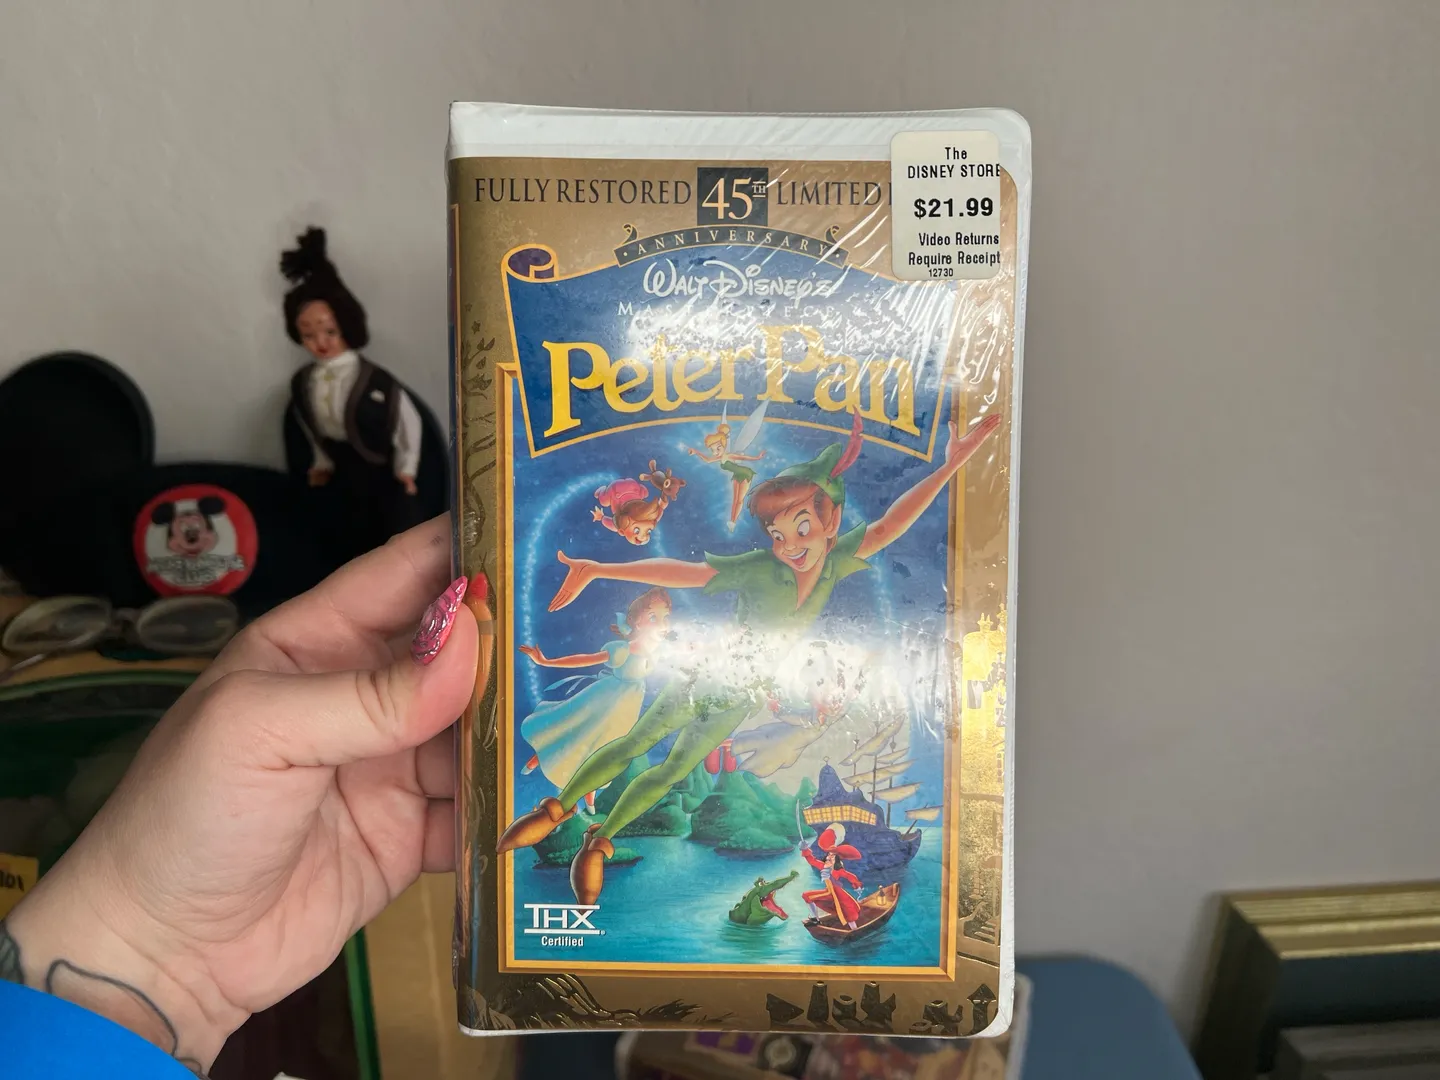 The
DISNEY STORE
$21.99
Video Returns
Require Receipt
12730
FULLY RESTORED 45TH LIMITED
ANNIVERSARY
WALT DISNEY'S
MASTERPIECE
Peter Pan
THX
Certified